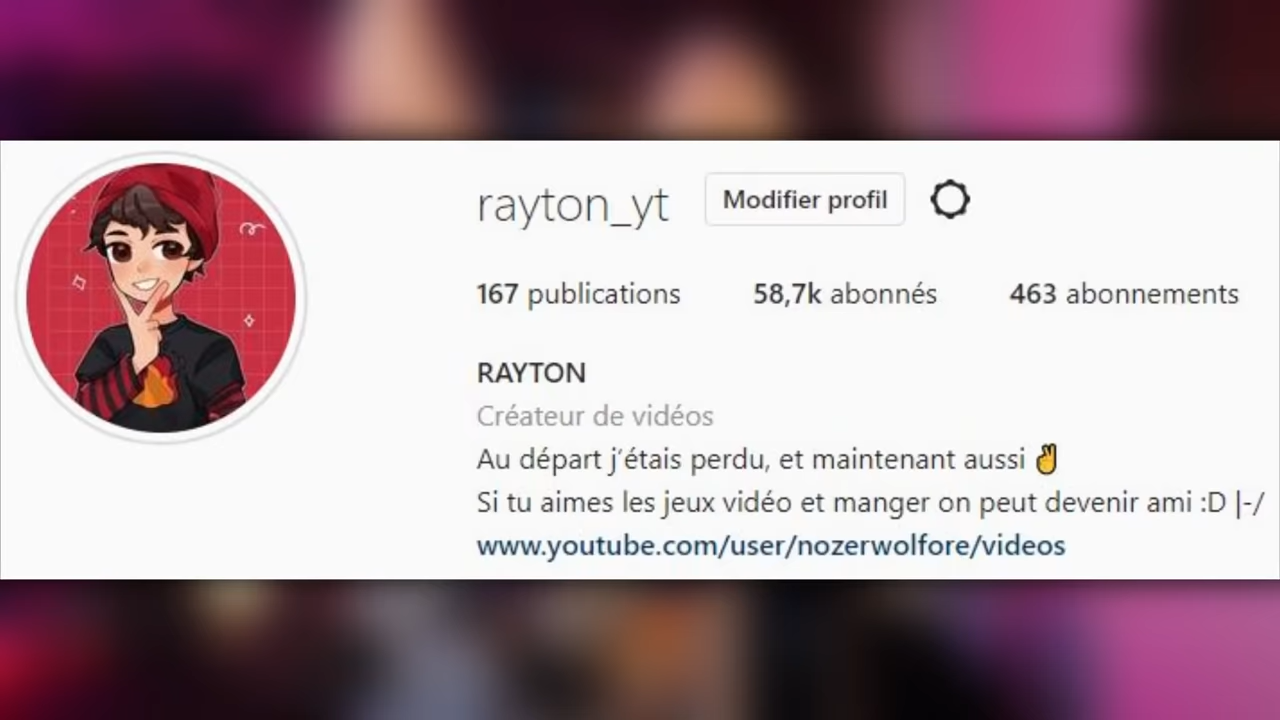 rayton_yt Modifier profil
167 publications 58,7k abonnés 463 abonnements
RAYTON
Créateur de vidéos
Au départ j'étais perdu, et maintenant aussi ✌
Si tu aimes les jeux vidéo et manger on peut devenir ami :D |-/
www.youtube.com/user/nozerwolfore/videos